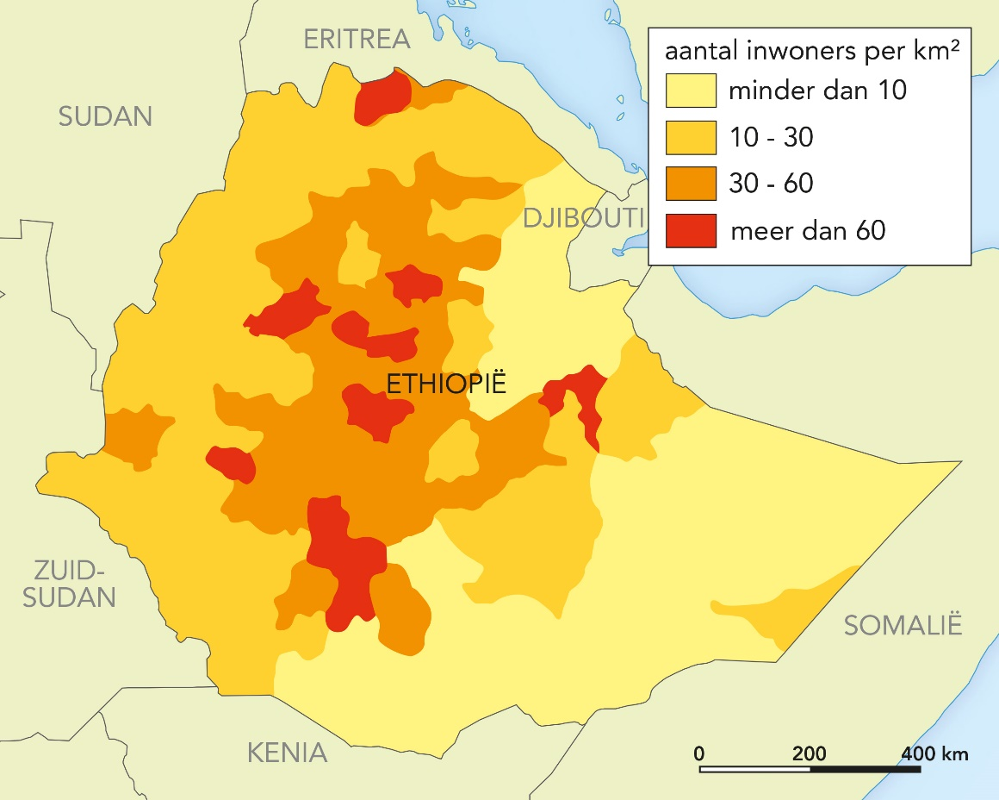 ERITREA
SUDAN
DJIBOUTI
ETHIOPIË
ZUID-
SUDAN
SOMALIË
KENIA
aantal inwoners per km²
minder dan 10
10 - 30
30 - 60
meer dan 60
0 200 400 km